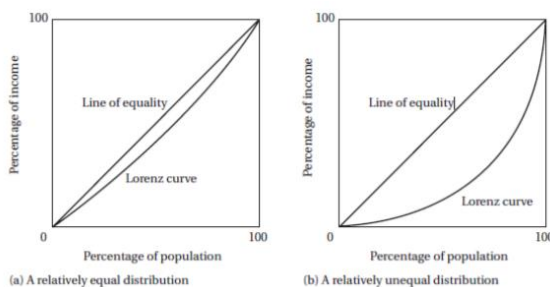 100
Percentage of income
Line of equality
Lorenz curve
0
100
Percentage of population
(a) A relatively equal distribution
100
Percentage of income
Line of equality
Lorenz curve
0
100
Percentage of population
(b) A relatively unequal distribution